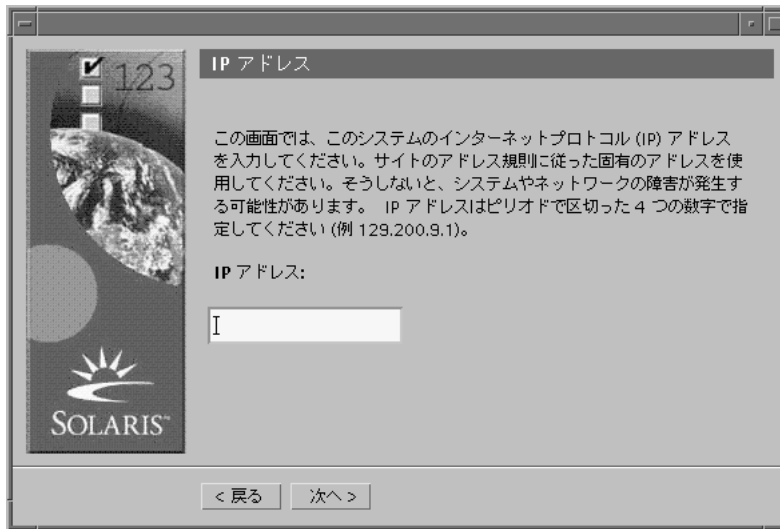 123
IP アドレス
この画面では、このシステムのインターネットプロトコル (IP) アドレス
を入力してください。サイトのアドレス規則に従った固有のアドレスを使
用してください。そうしないと、システムやネットワークの障害が発生す
る可能性があります。 IP アドレスはピリオドで区切った 4 つの数字で指
定してください (例 129.200.9.1)。
IP アドレス:
SOLARIS™
< 戻る
次へ >